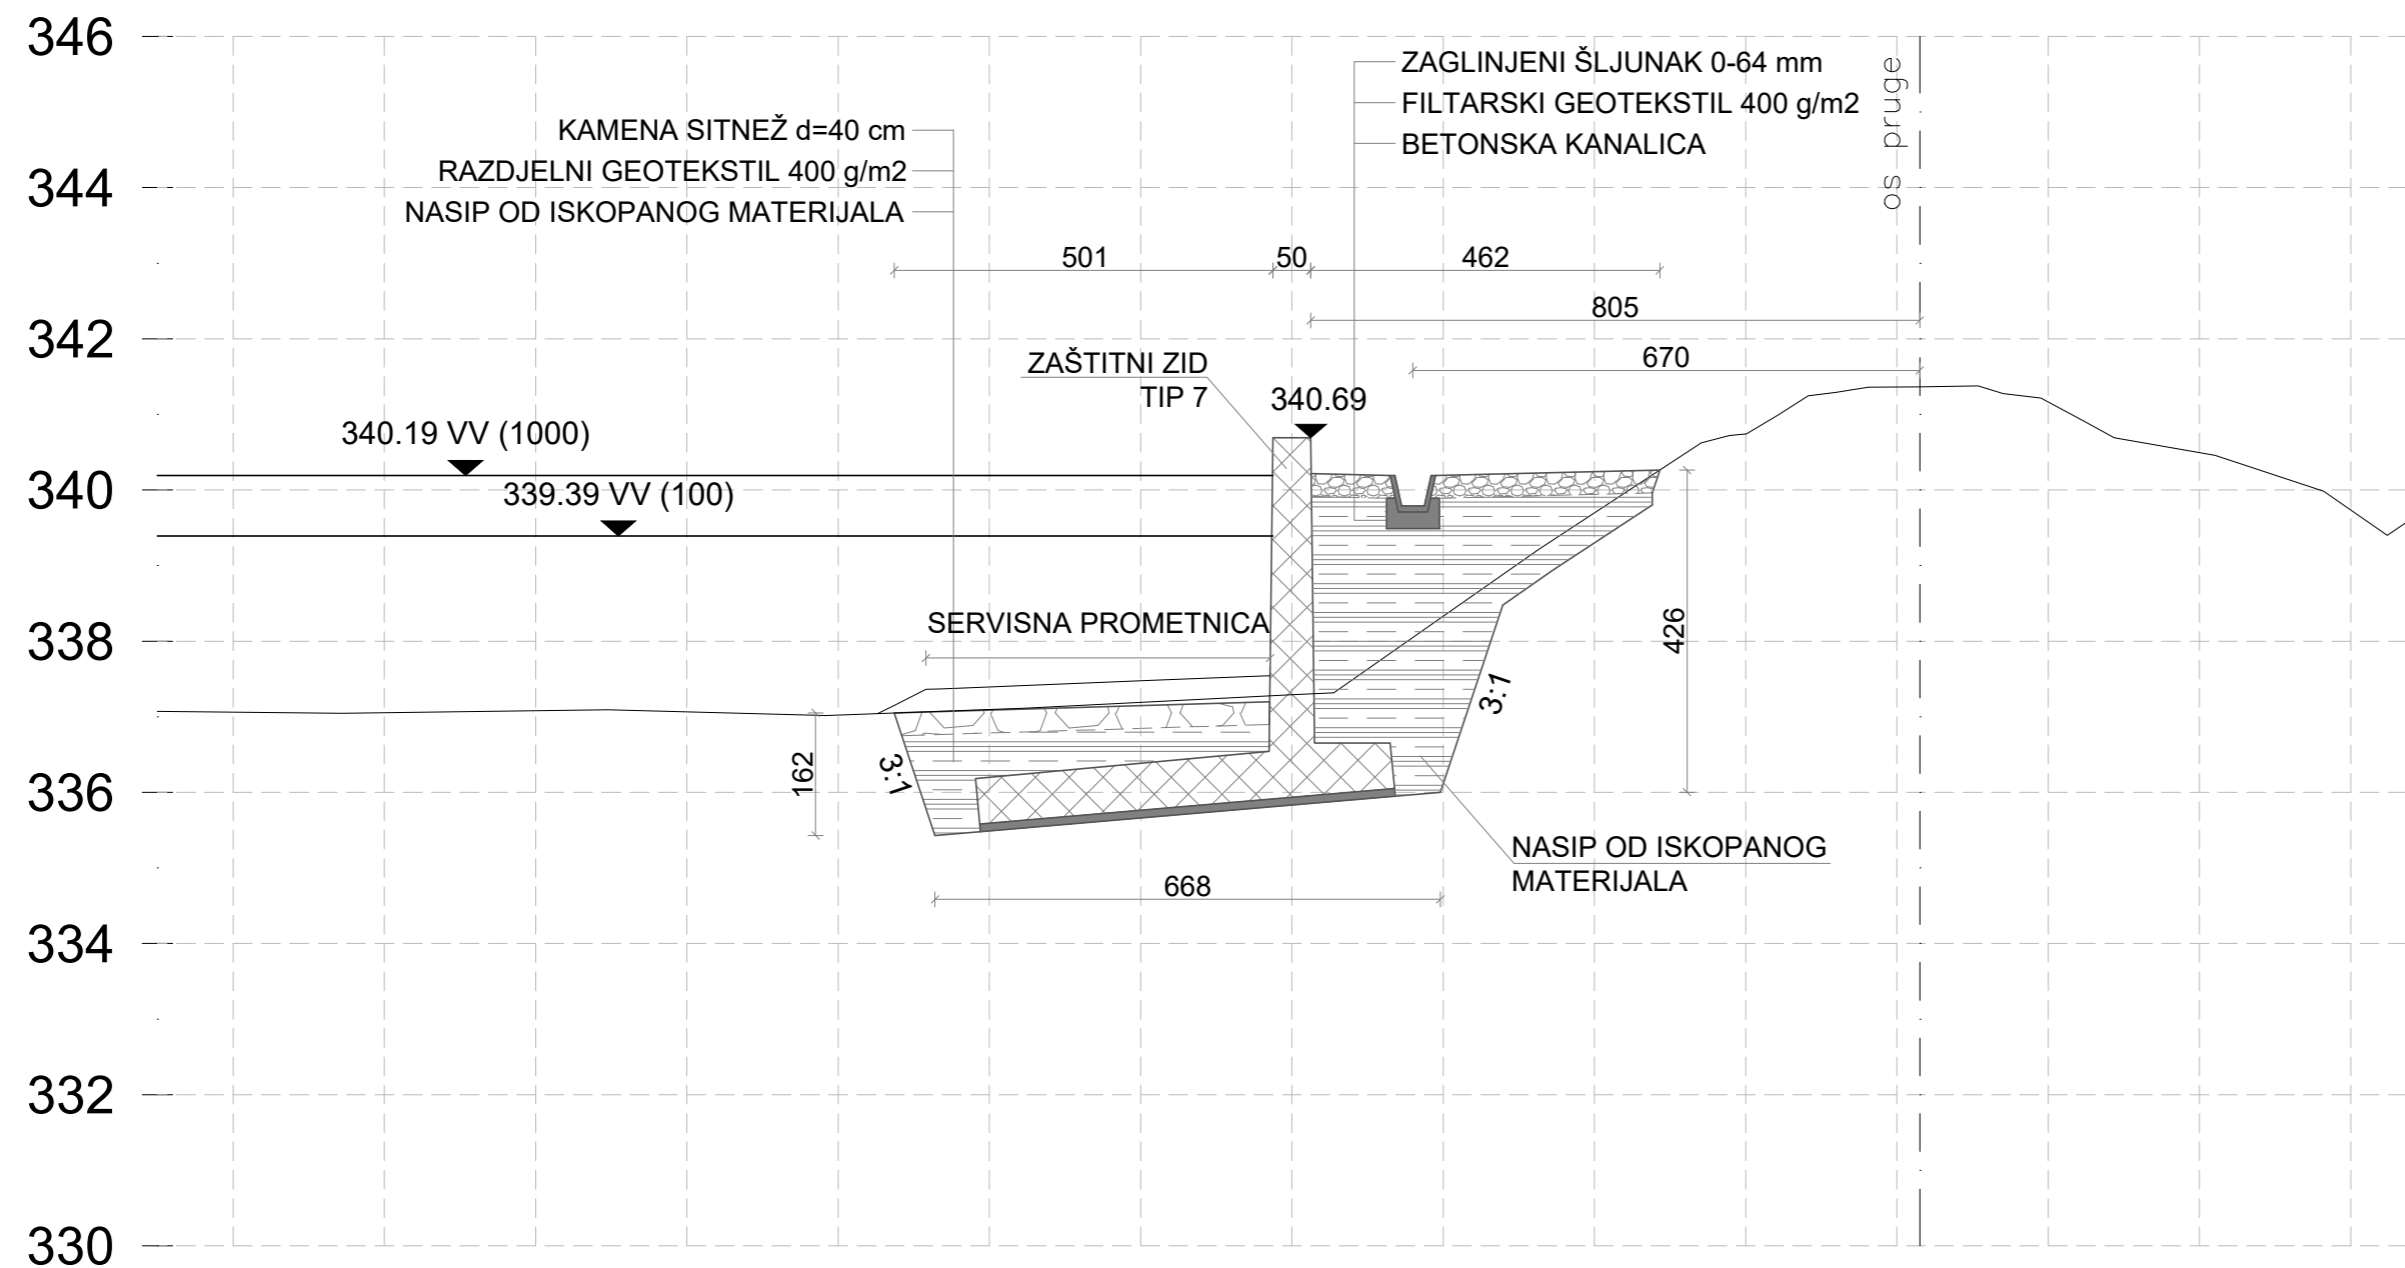 346
344
342
340
338
336
334
332
330
KAMENA SITNEŽ d=40 cm
RAZDJELNI GEOTEKSTIL 400 g/m2
NASIP OD ISKOPANOG MATERIJALA
ZAGLINJENI ŠLJUNAK 0-64 mm
FILTARSKI GEOTEKSTIL 400 g/m2
BETONSKA KANALICA
os pruge
501
50
462
805
670
ZAŠTITNI ZID
TIP 7
340.69
340.19 VV (1000)
339.39 VV (100)
SERVISNA PROMETNICA
426
3:1
162
3:1
NASIP OD ISKOPANOG
MATERIJALA
668